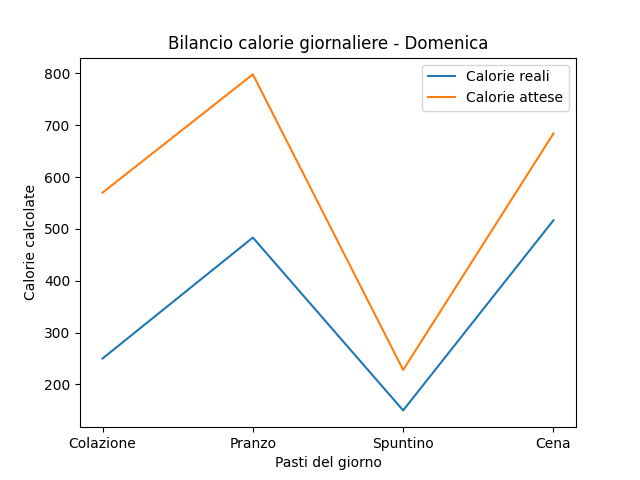 Bilancio calorie giornaliere - Domenica
Calorie reali
Calorie attese
800
700
600
500
400
300
200
Calorie calcolate
Colazione Pranzo Spuntino Cena
Pasti del giorno